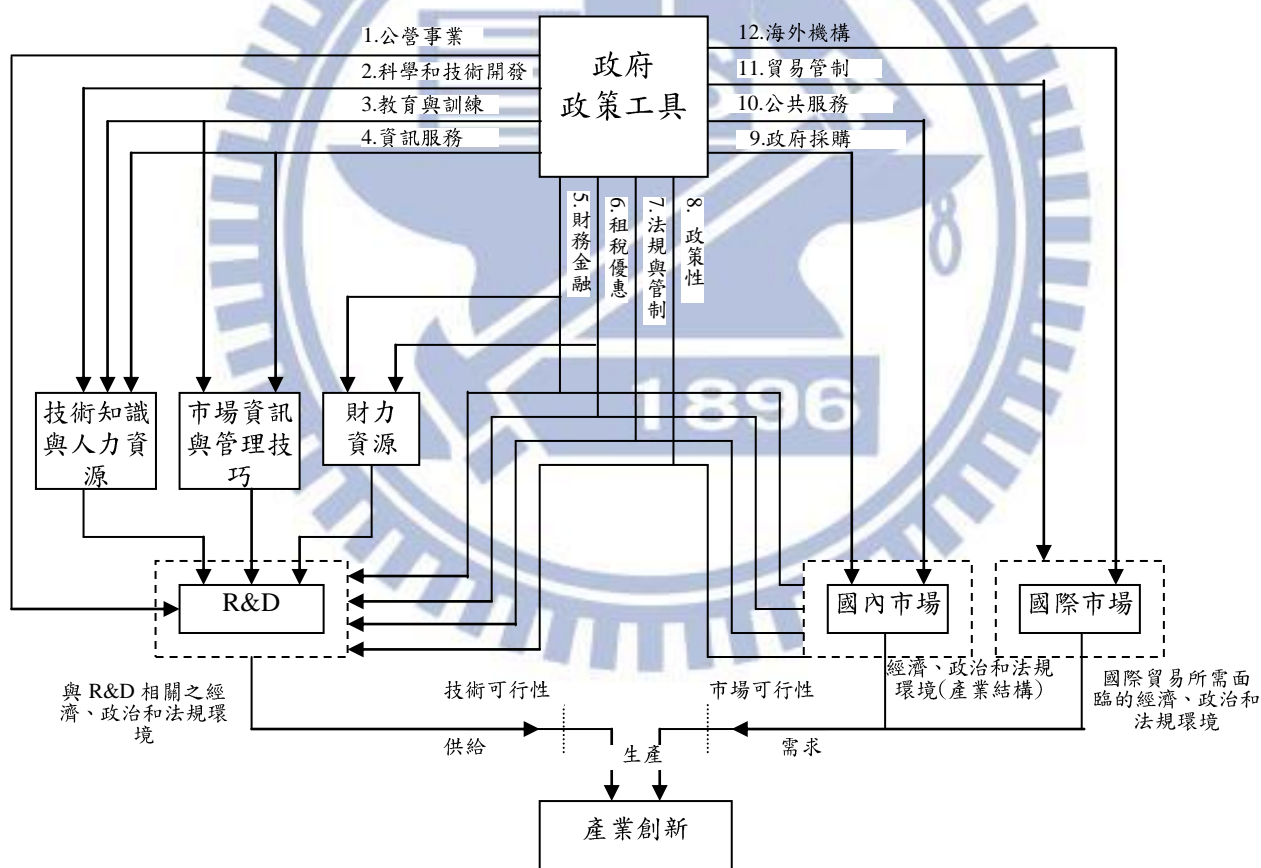 政府
政策工具
1.公營事業
2.科學和技術開發
3.教育與訓練
4.資訊服務
12.海外機構
11.貿易管制
10.公共服務
9.政府採購
5.財務金融
6.租稅優惠
7.法規與管制
8.政策性
1896
技術知識
與人力資
源
市場資訊
與管理技
巧
財力
資源
R&D
國內市場
國際市場
與 R&D 相關之經
濟、政治和法規環
境
技術可行性
市場可行性
經濟、政治和法規
環境(產業結構)
國際貿易所需面
臨的經濟、政治和
法規環境
供給
生產
需求
產業創新